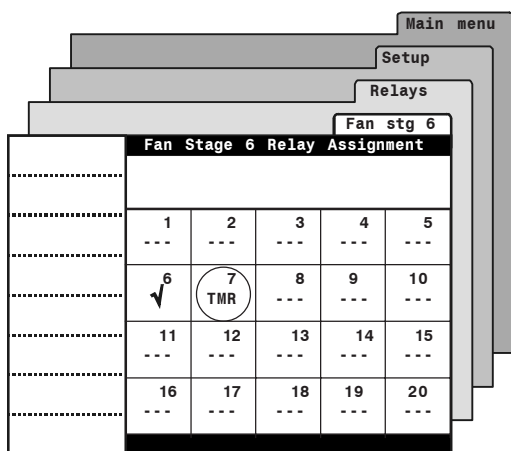 Main menu
Setup
Relays
Fan stg 6
Fan Stage 6 Relay Assignment
1 2 3 4 5
--- --- --- --- ---
6 7 8 9 10
√ TMR --- --- ---
11 12 13 14 15
--- --- --- --- ---
16 17 18 19 20
--- --- --- --- ---